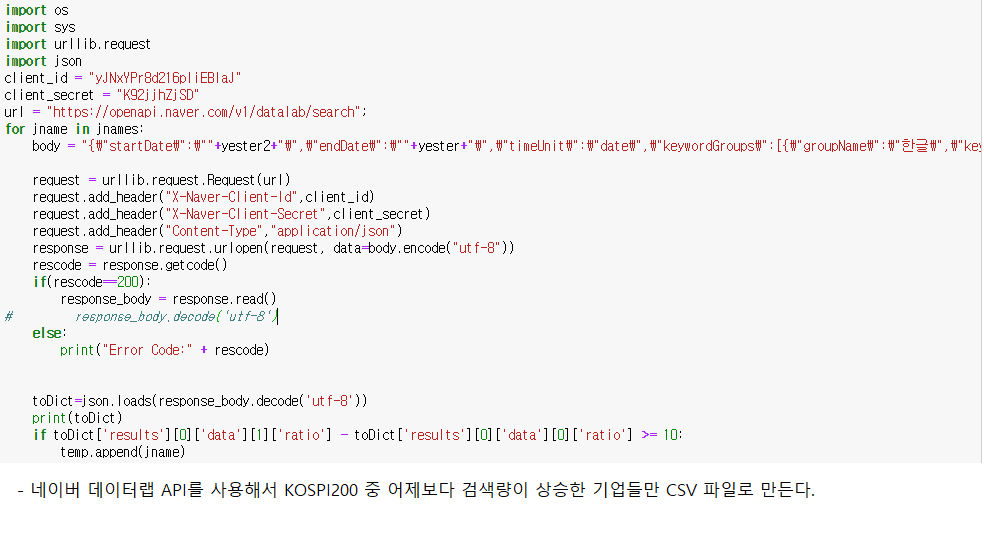 import os
import sys
import urllib.request
import json
client_id = "yJNxYPr8d216pIiEBlaJ"
client_secret = "K92jjhZjSD"
url = "https://openapi.naver.com/v1/datalab/search";
for jname in jnames:
body = "{₩"startDate₩":₩""+yester2+"₩",₩"endDate₩":₩""+yester+"₩",₩"timeUnit₩":₩"date₩",₩"keywordGroups₩":[{₩"groupName₩":₩"한글₩",₩"key
request = urllib.request.Request(url)
request.add_header("X-Naver-Client-Id",client_id)
request.add_header("X-Naver-Client-Secret",client_secret)
request.add_header("Content-Type","application/json")
response = urllib.request.urlopen(request, data=body.encode("utf-8"))
rescode = response.getcode()
if(rescode==200):
response_body = response.read()
# response_body.decode('utf-8')
else:
print("Error Code:" + rescode)
toDict=json.loads(response_body.decode('utf-8'))
print(toDict)
if toDict['results'][0]['data'][1]['ratio'] - toDict['results'][0]['data'][0]['ratio'] >= 10:
temp.append(jname)
- 네이버 데이터랩 API를 사용해서 KOSPI200 중 어제보다 검색량이 상승한 기업들만 CSV 파일로 만든다.